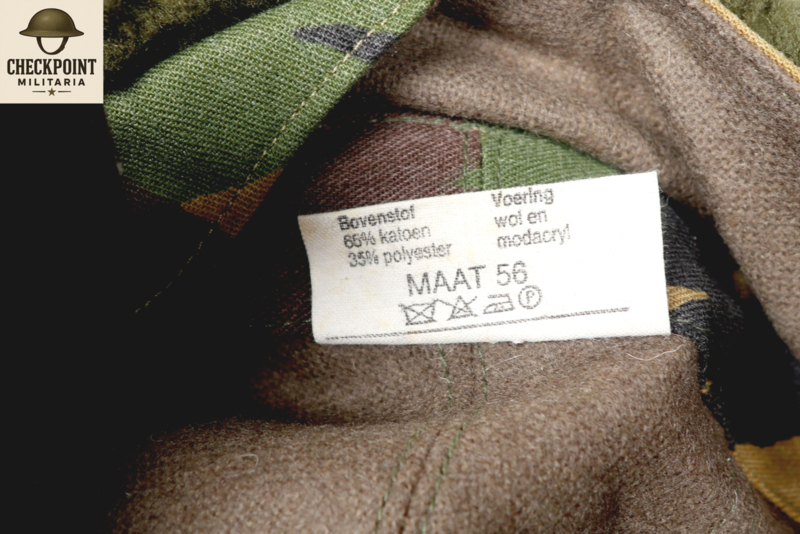 CHECKPOINT
MILITARIA
Bovenstof
65% katoen
35% polyester
Voering
wol en
modacryl
MAAT 56
P